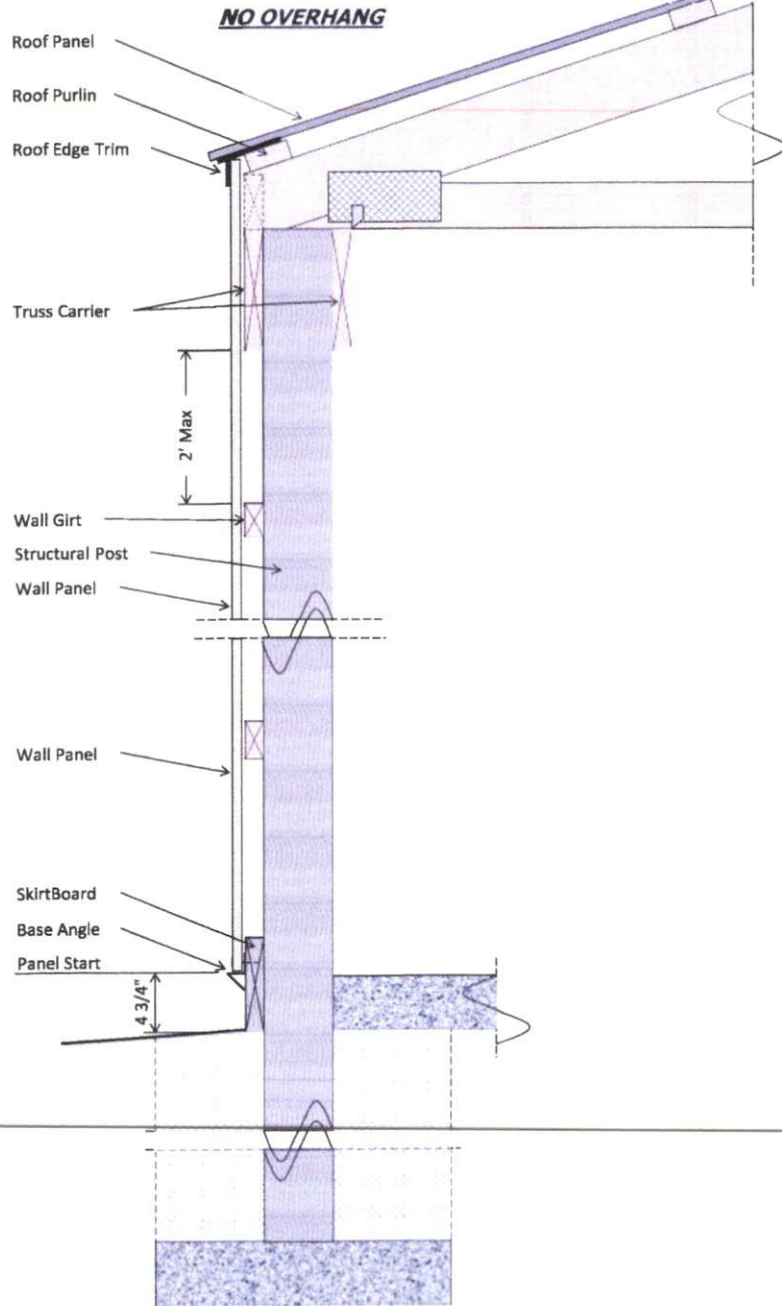 NO OVERHANG
Roof Panel
Roof Purlin
Roof Edge Trim
Truss Carrier
2' Max
Wall Girt
Structural Post
Wall Panel
Wall Panel
SkirtBoard
Base Angle
Panel Start
4 3/4"